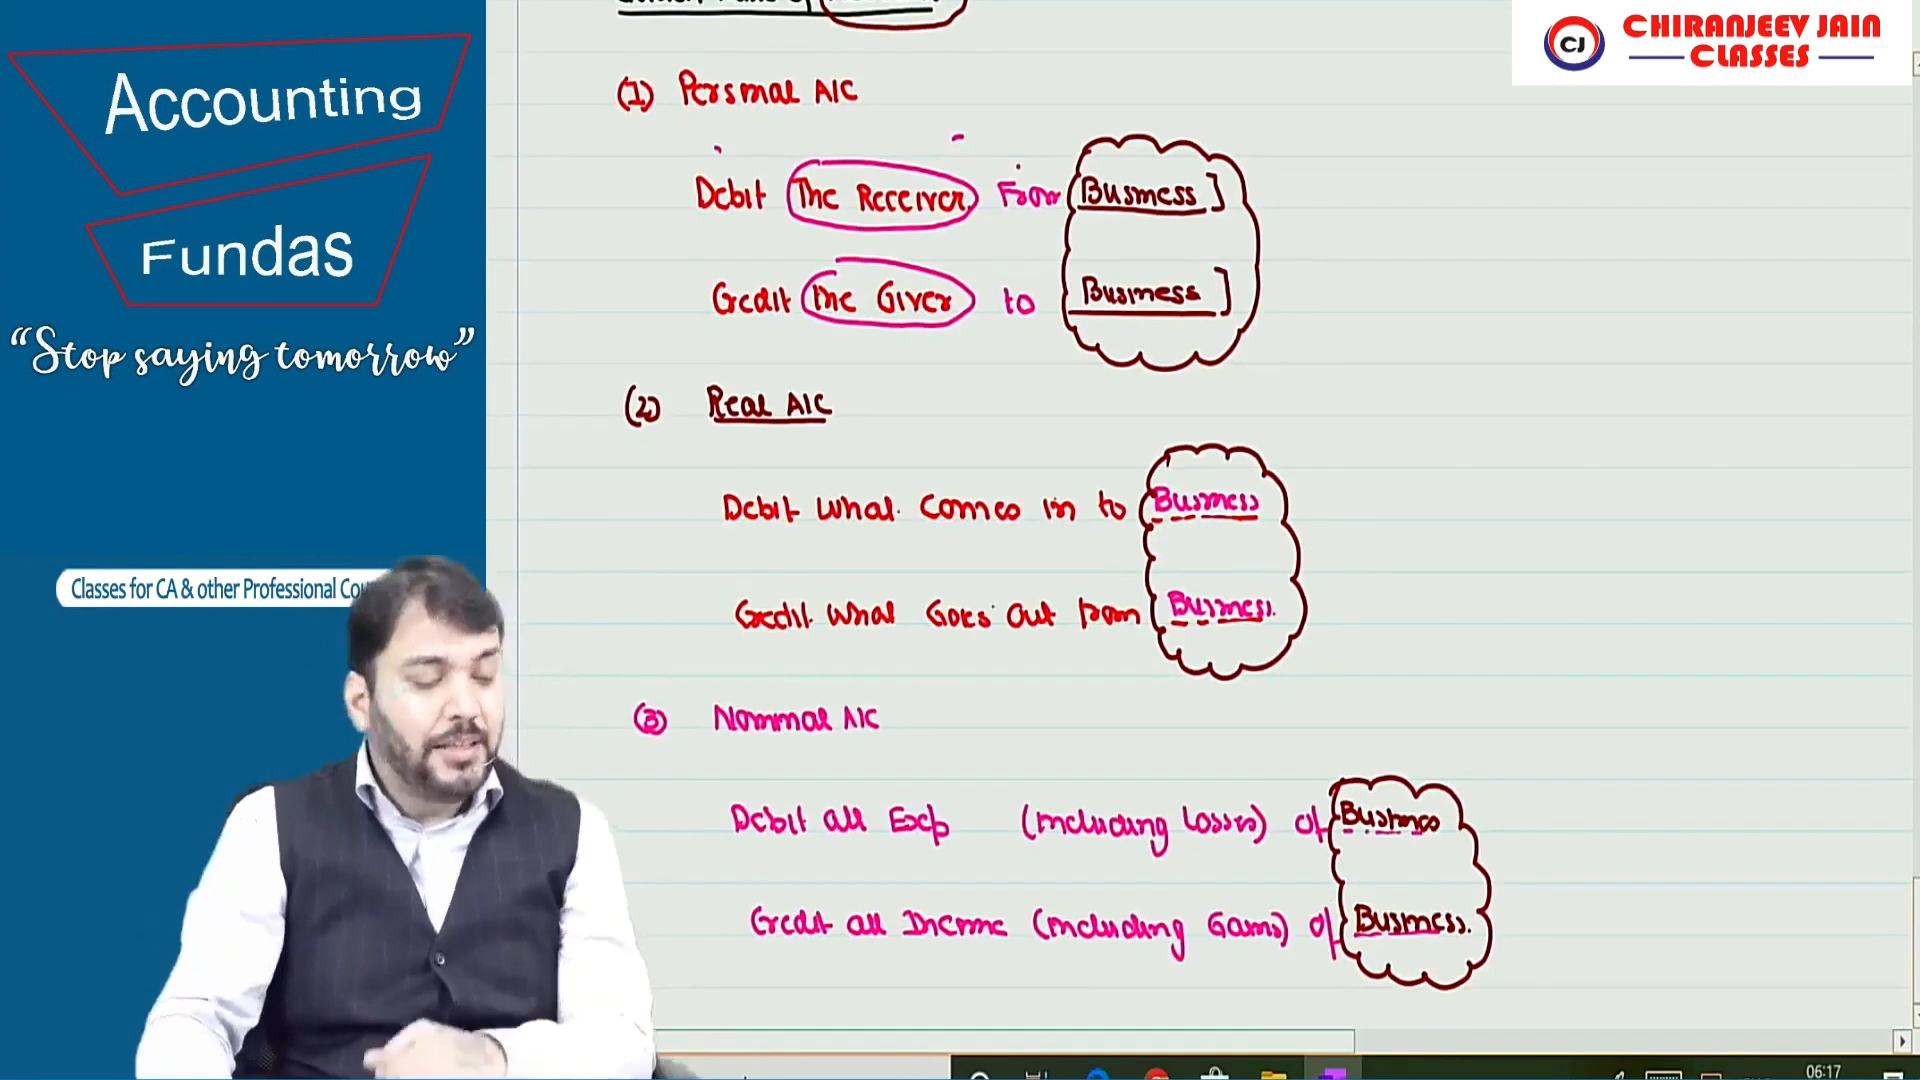 CHIRANJEEV JAIN
CLASSES
CJ
Accounting
Fundas
“Stop saying tomorrow”
Classes for CA & other Professional
(1) Personal A/C
Debit The Receiver From Business ]
Credit the Giver to Business ]
(2) Real A/C
Debit What Comes in to Business
Credit What Goes Out from Business.
(3) Nominal A/C
Debit all Exp (Including Losses) of Business
Credit all Income (Including Gains) of Business.
06:17